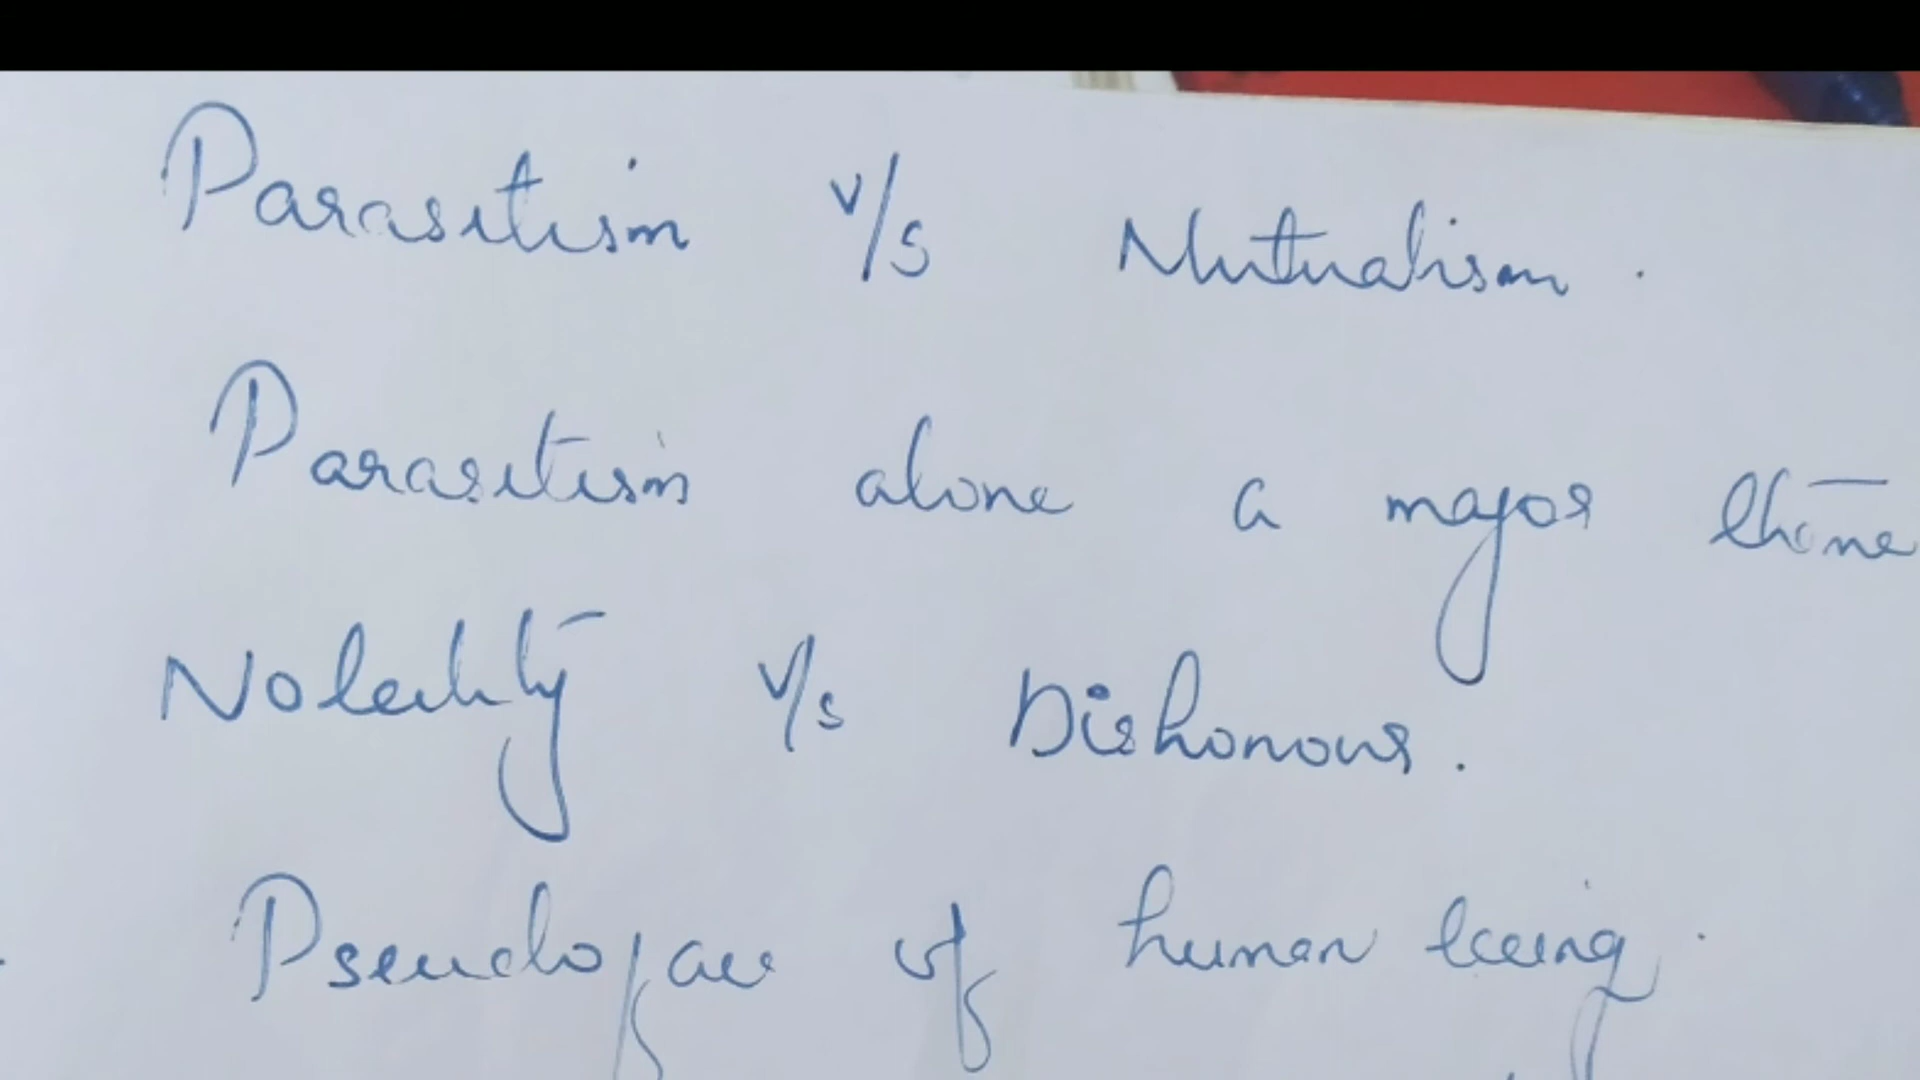 Parasitism v/s Mutualism.
Parasitism alone a major theme
Nobility v/s Dishonour.
Pseudoface of human being.